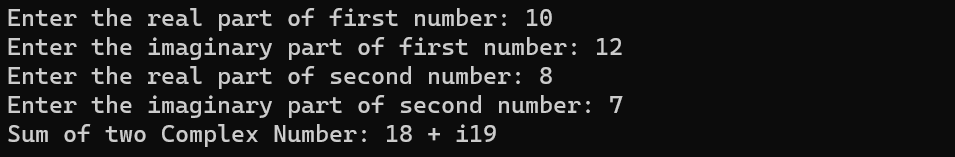 Enter the real part of first number: 10
Enter the imaginary part of first number: 12
Enter the real part of second number: 8
Enter the imaginary part of second number: 7
Sum of two Complex Number: 18 + i19